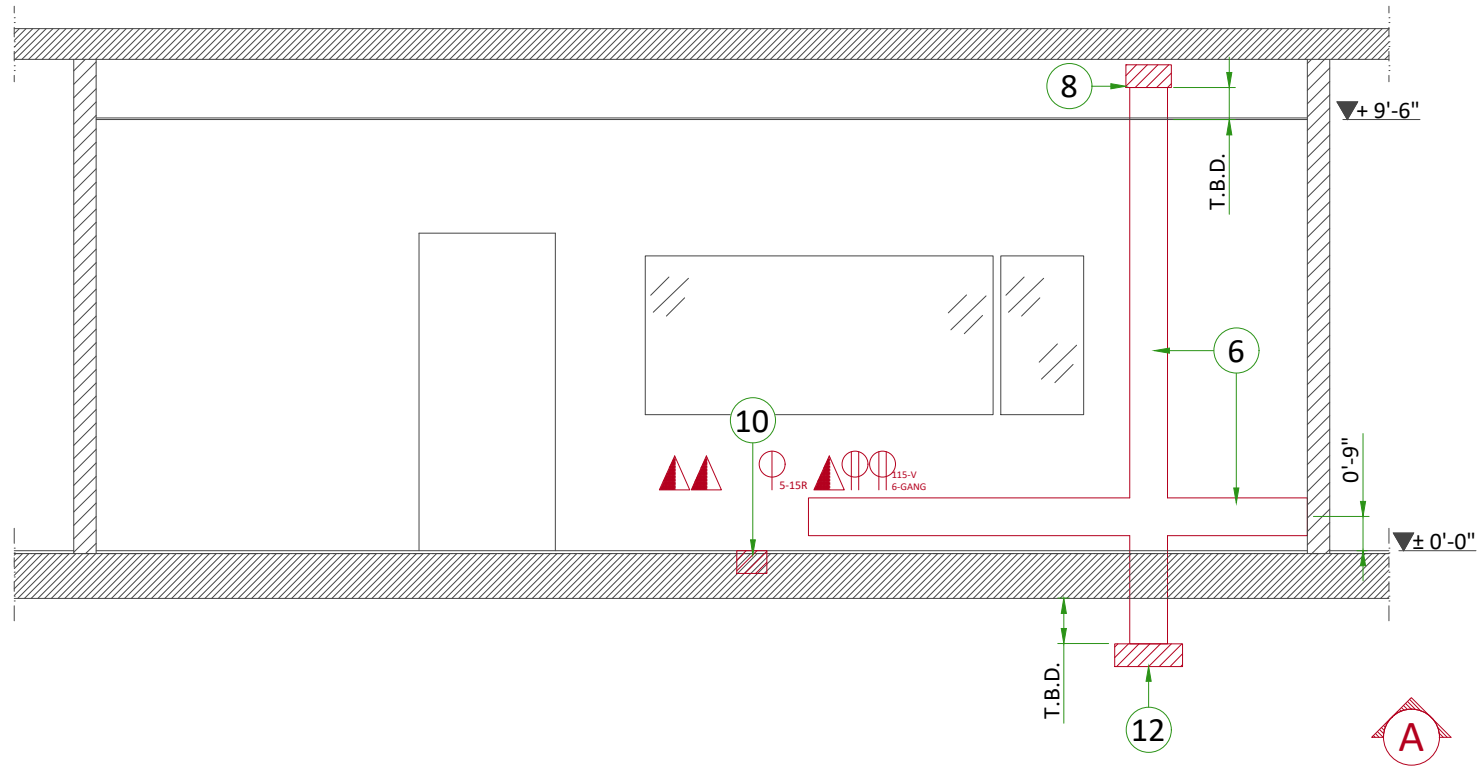 8
+ 9'-6"
T.B.D.
6
10
5-15R
115-V
6-GANG
0'-9"
± 0'-0"
T.B.D.
12
A